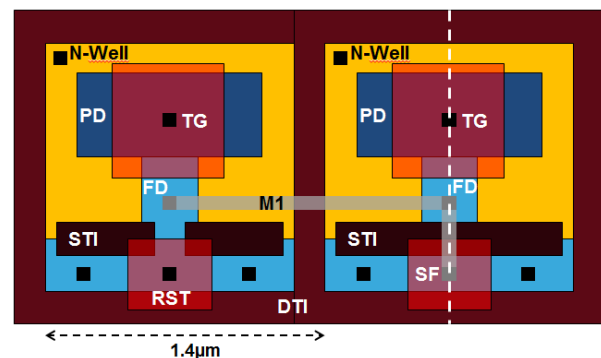 N-Well
N-Well
PD
TG
PD
TG
FD
M1
FD
STI
STI
RST
SF
DTI
1.4µm